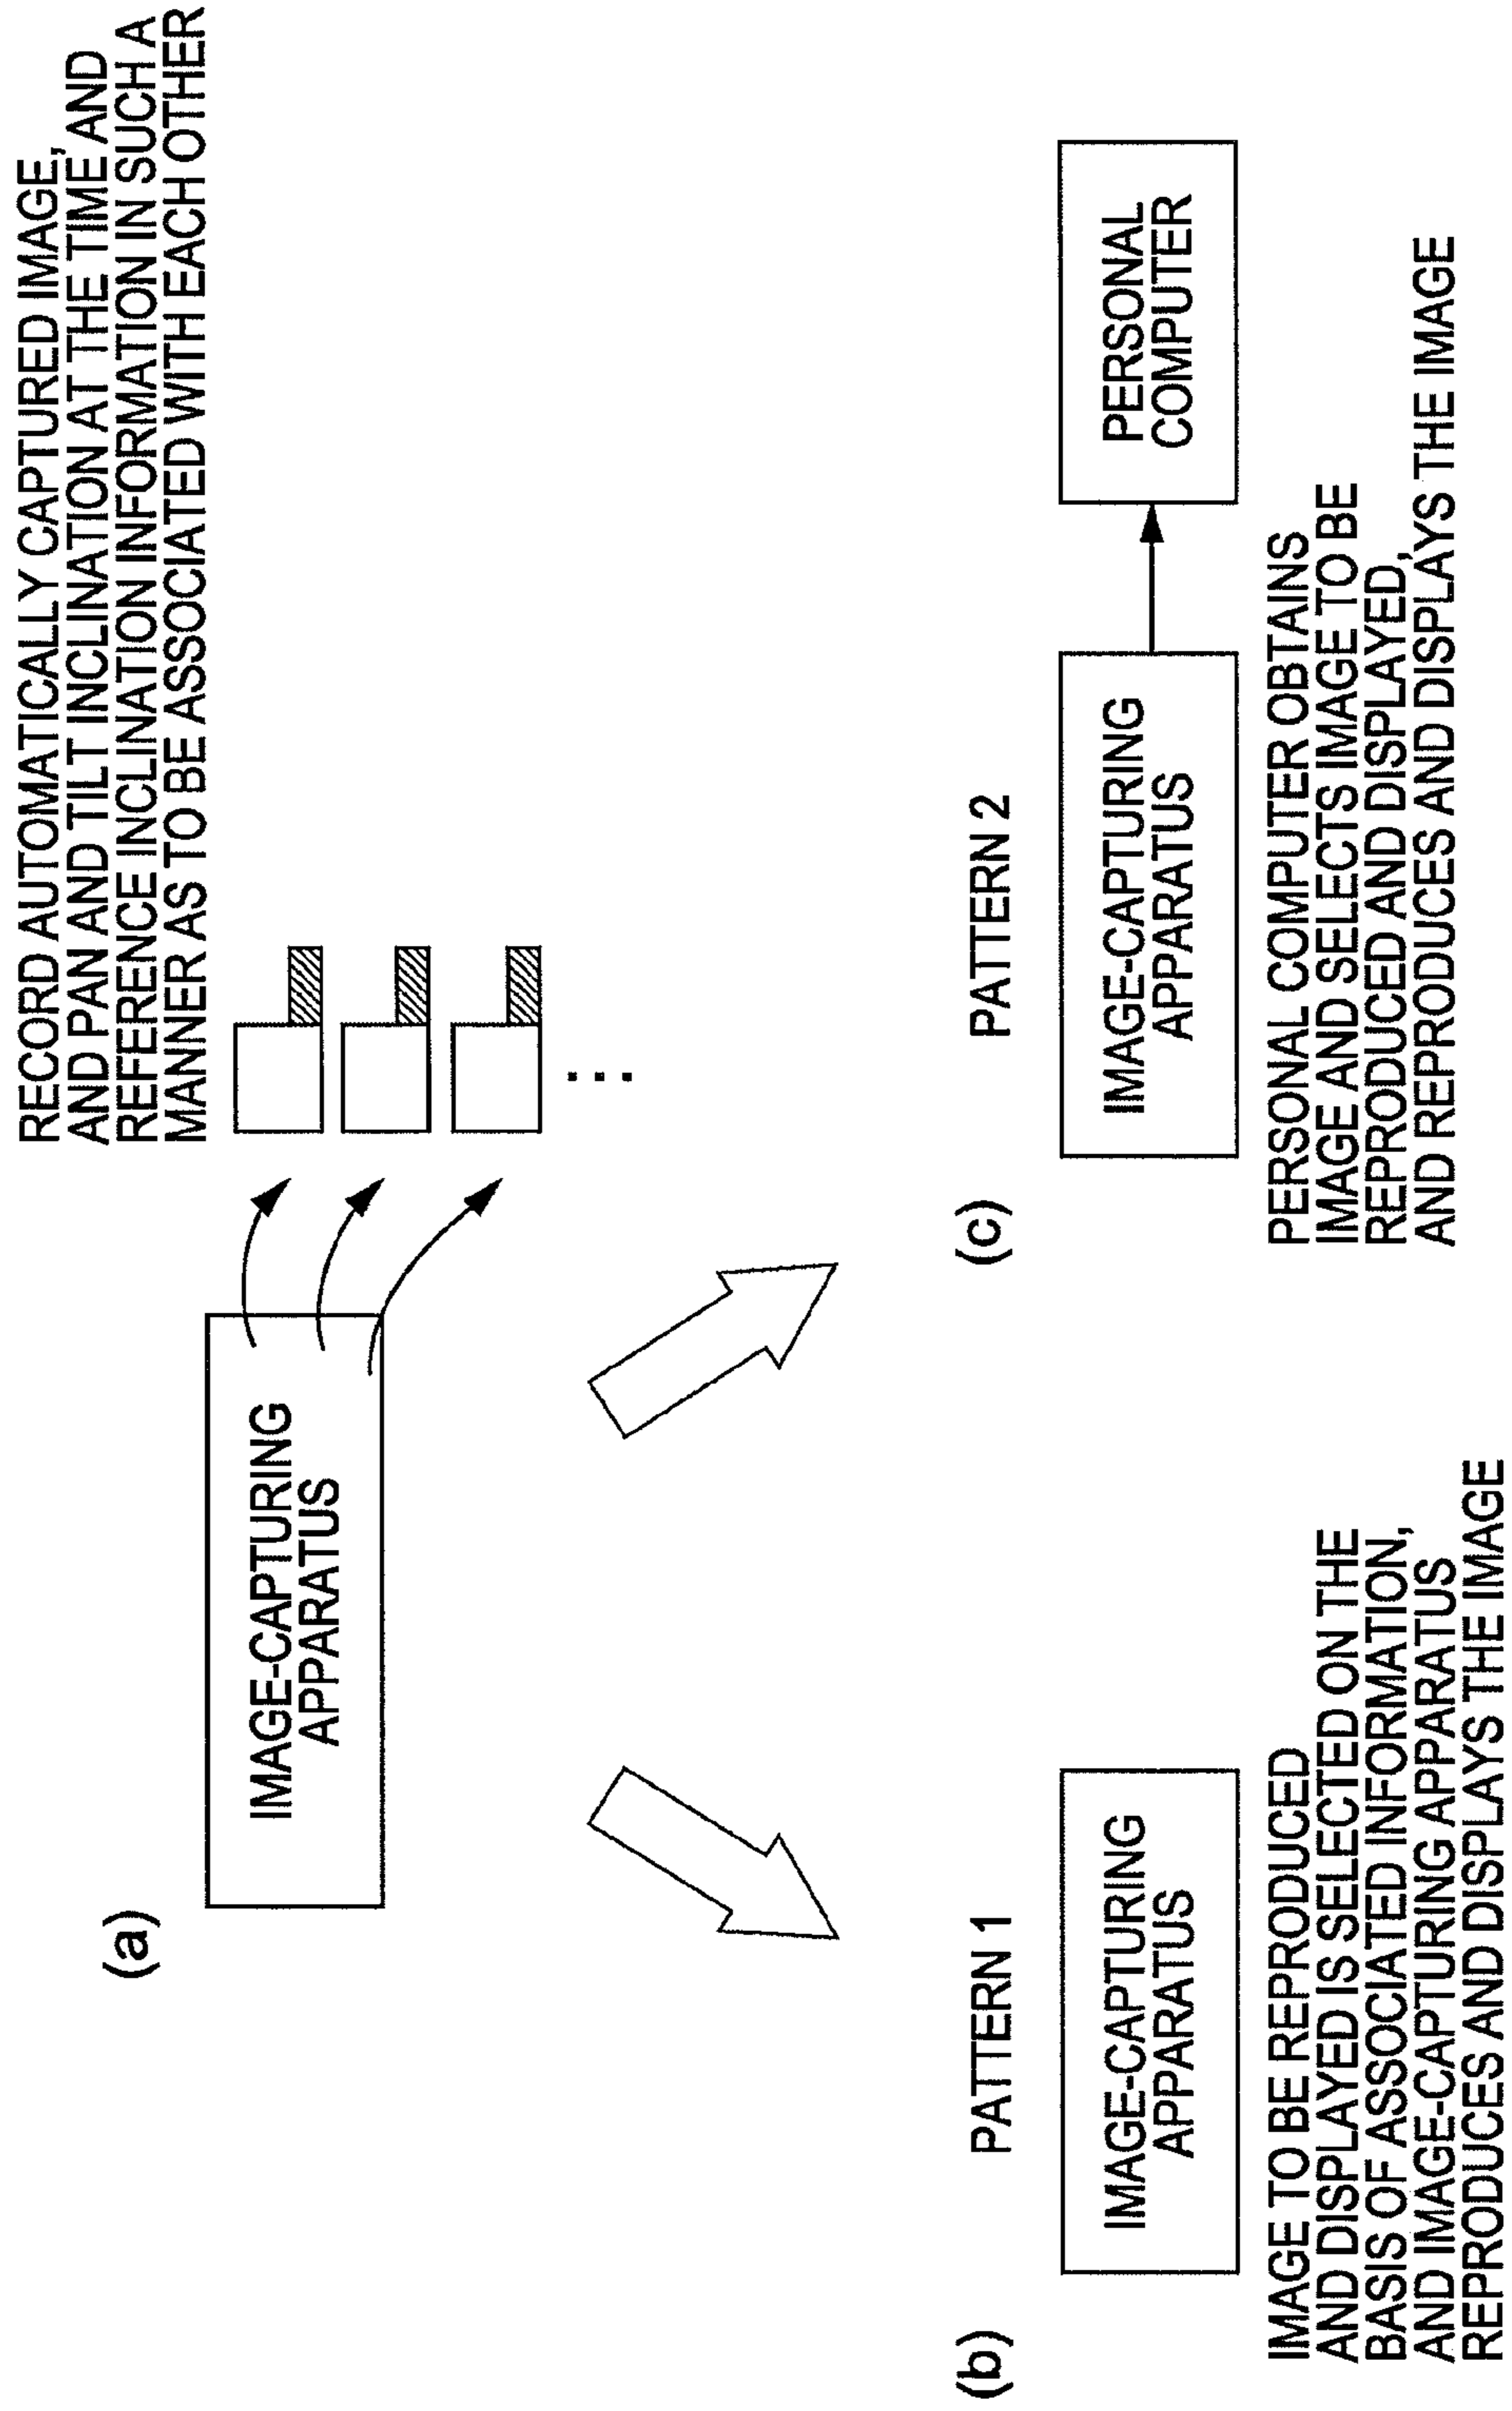 (a)
IMAGE-CAPTURING
APPARATUS
RECORD AUTOMATICALLY CAPTURED IMAGE,
AND PAN AND TILT INCLINATION AT THE TIME AND
REFERENCE INCLINATION INFORMATION IN SUCH A
MANNER AS TO BE ASSOCIATED WITH EACH OTHER
...
(b)
PATTERN 1
IMAGE-CAPTURING
APPARATUS
IMAGE TO BE REPRODUCED
AND DISPLAYED IS SELECTED ON THE
BASIS OF ASSOCIATED INFORMATION,
AND IMAGE-CAPTURING APPARATUS
REPRODUCES AND DISPLAYS THE IMAGE
(c)
PATTERN 2
IMAGE-CAPTURING
APPARATUS
PERSONAL
COMPUTER
PERSONAL COMPUTER OBTAINS
IMAGE AND SELECTS IMAGE TO BE
REPRODUCED AND DISPLAYED,
AND REPRODUCES AND DISPLAYS THE IMAGE